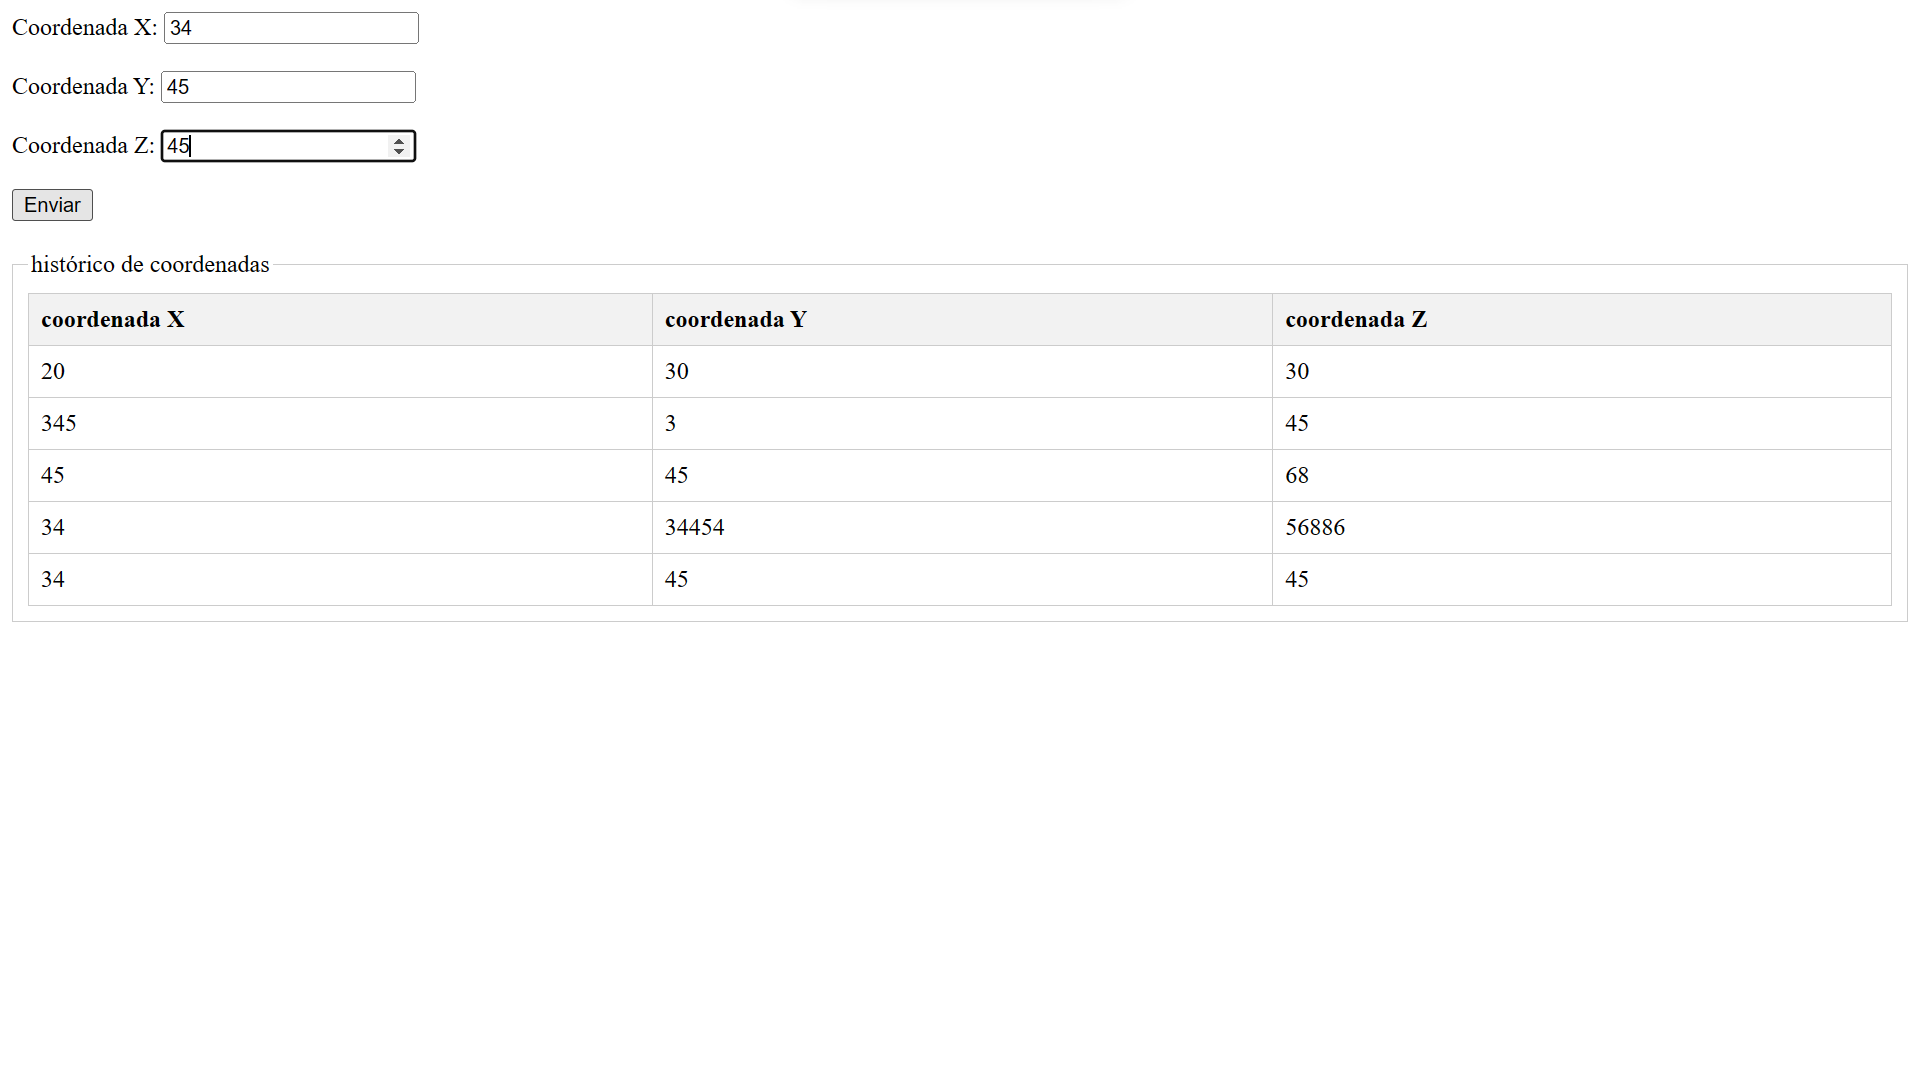 Coordenada X: 34
Coordenada Y: 45
Coordenada Z: 45
Enviar
histórico de coordenadas
coordenada X coordenada Y coordenada Z
20 30 30
345 3 45
45 45 68
34 34454 56886
34 45 45